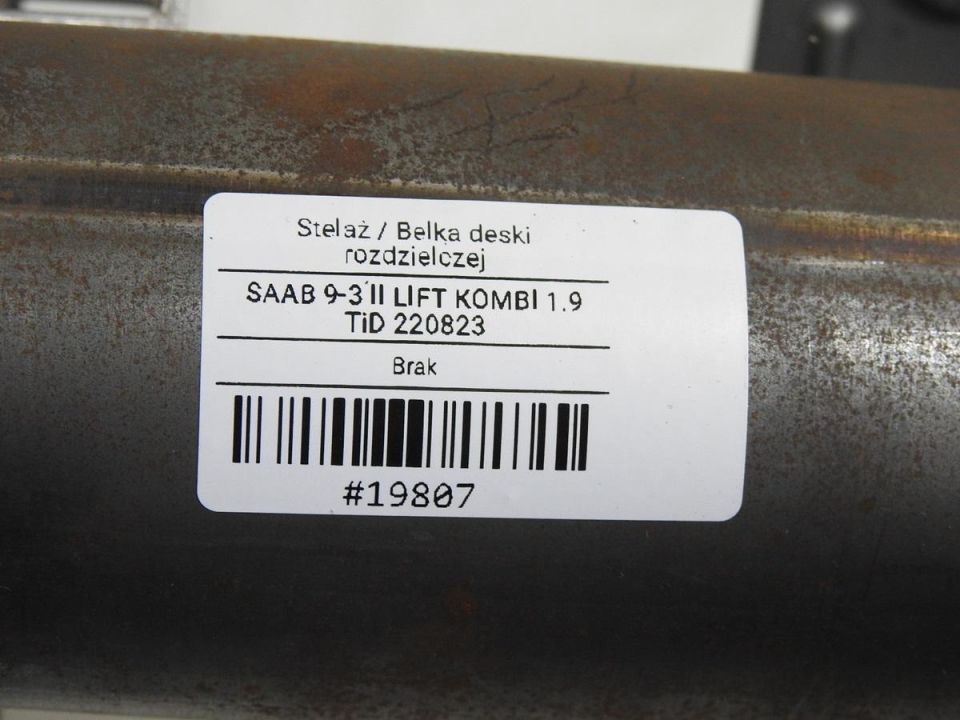 Stelaż / Belka deski
rozdzielczej
SAAB 9-3 II LIFT KOMBI 1.9
TiD 220823
Brak
#19807